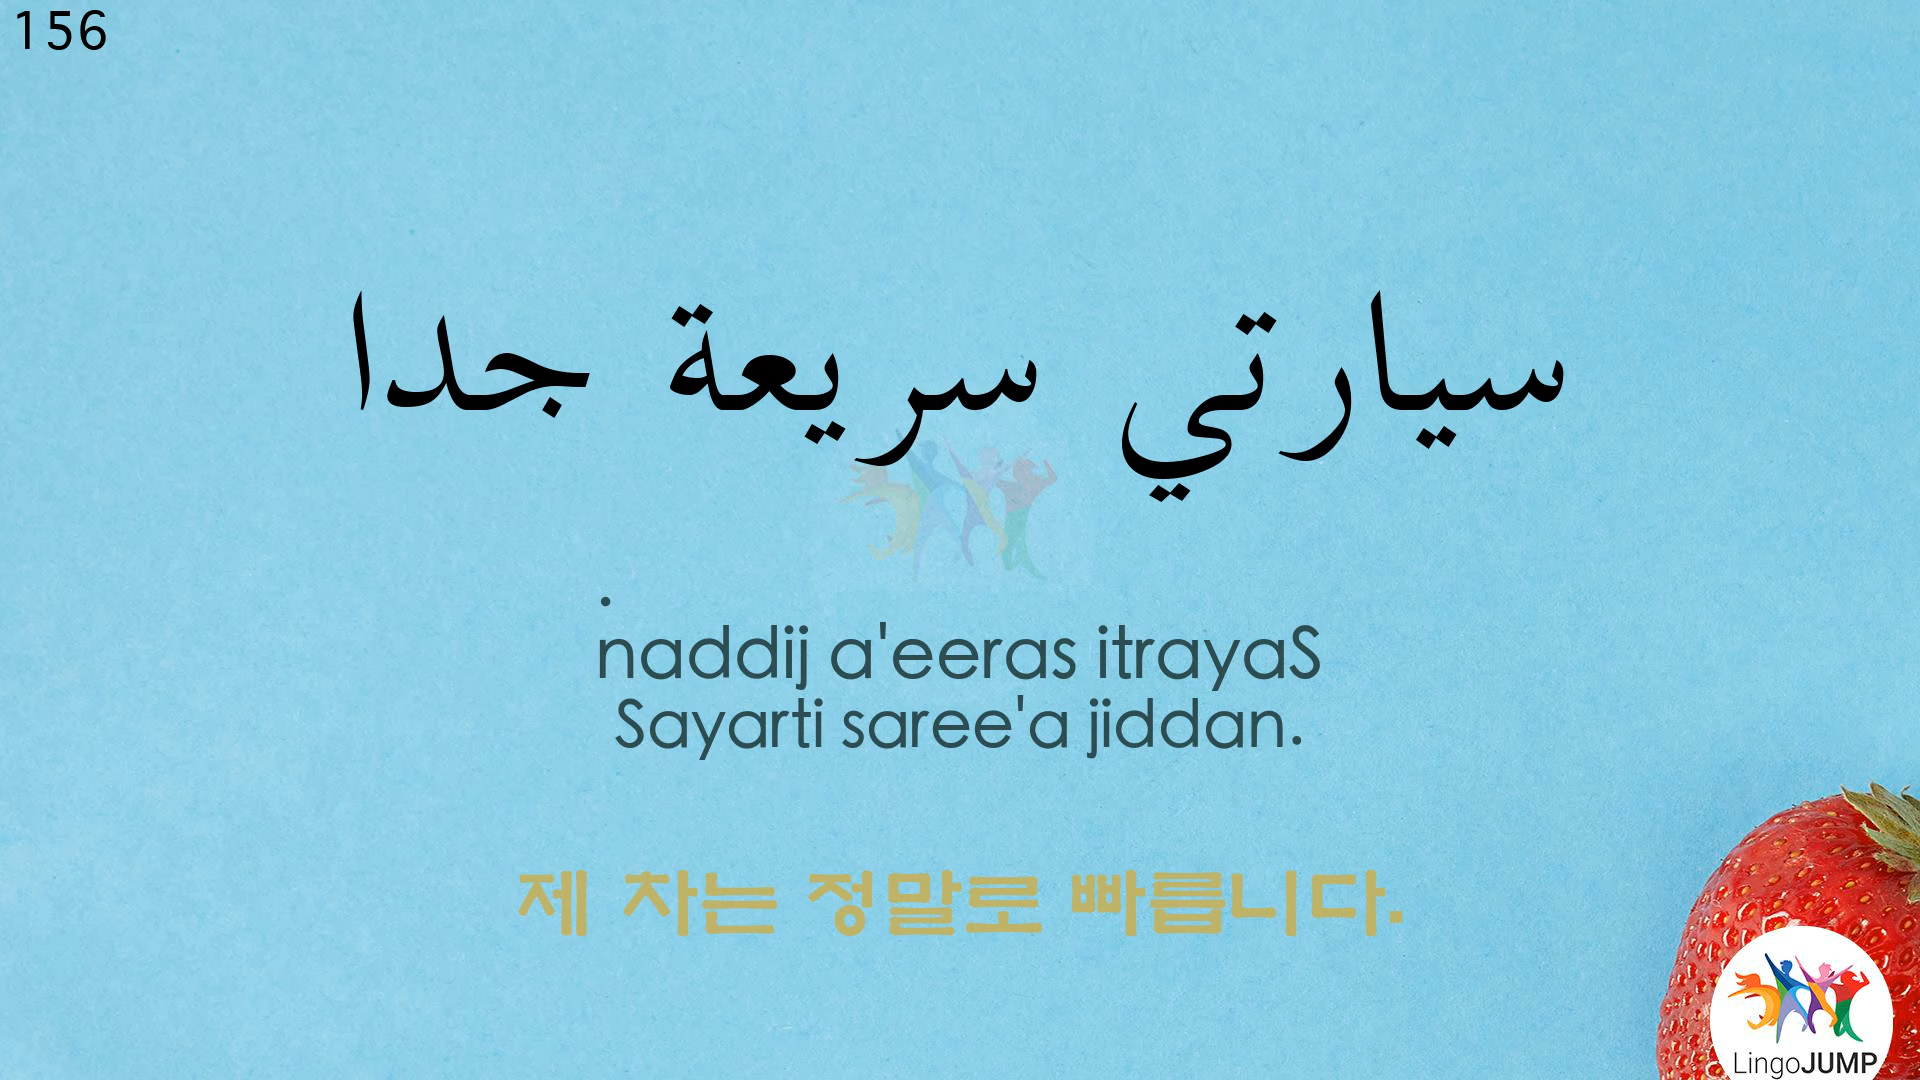 156
سيارتي سريعة جدا
.
naddij a'eeras itrayaS
Sayarti saree'a jiddan.
제 차는 정말로 빠릅니다.
LingoJUMP